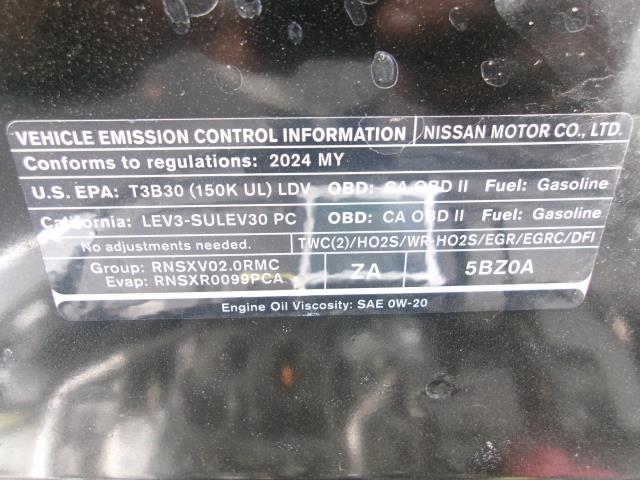 VEHICLE EMISSION CONTROL INFORMATION NISSAN MOTOR CO., LTD.
Conforms to regulations: 2024 MY
U.S. EPA: T3B30 (150K UL) LDV OBD: CA OBD II Fuel: Gasoline
California: LEV3-SULEV30 PC OBD: CA OBD II Fuel: Gasoline
No adjustments needed. TWC(2)/HO2S/WR-HO2S/EGR/EGRC/DFI
Group: RNSXV02.0RMC ZA 5BZ0A
Evap: RNSXR0099PCA
Engine Oil Viscosity: SAE 0W-20